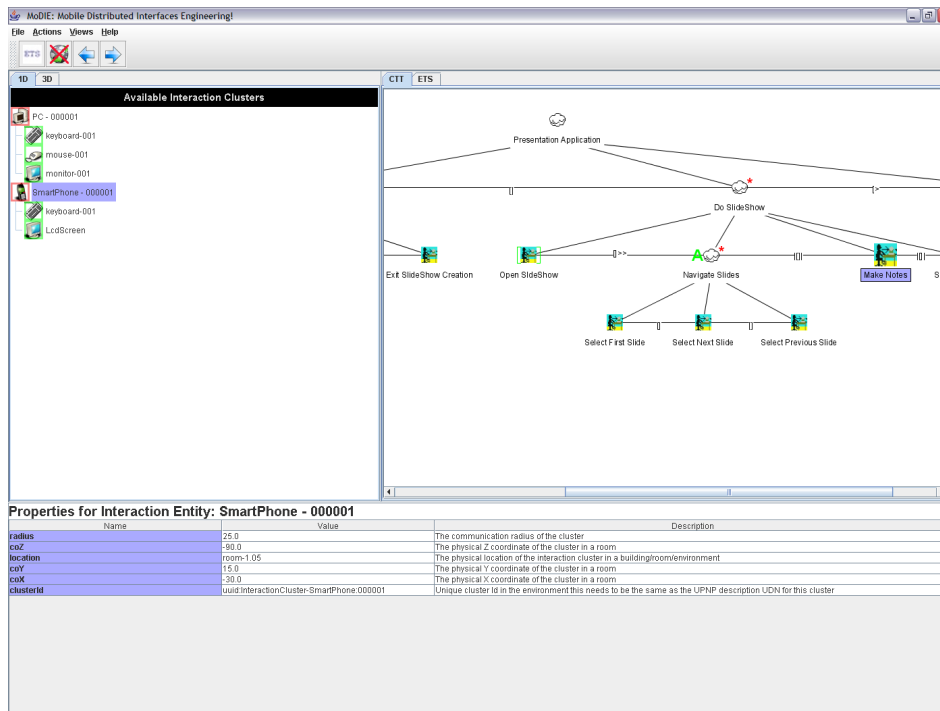 MoDIE: Mobile Distributed Interfaces Engineering!
File Actions Views Help
ETS
1D 3D
Available Interaction Clusters
PC - 000001
keyboard-001
mouse-001
monitor-001
SmartPhone - 000001
keyboard-001
LcdScreen
CTT ETS
Presentation Application
[] * |>
Do SlideShow
[]>> A * ||| |[]|
Exit SlideShow Creation Open SldeShow Navigate Slides Make Notes S
[] []
Select First Slide Select Next Slide Select Previous Slide
Properties for Interaction Entity: SmartPhone - 000001
Name Value Description
radius 25.0 The communication radius of the cluster
coZ -90.0 The physical Z coordinate of the cluster in a room
location room-1.05 The physical location of the interaction cluster in a building/room/environment
coY 15.0 The physical Y coordinate of the cluster in a room
coX -30.0 The physical X coordinate of the cluster in a room
clusterId uuid:InteractionCluster-SmartPhone:000001 Unique cluster Id in the environment this needs to be the same as the UPNP description UDN for this cluster